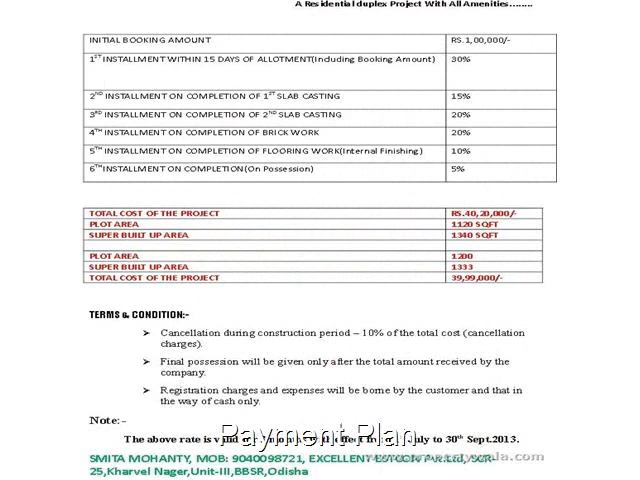 A Residential duplex Project With All Amenities........
INITIAL BOOKING AMOUNT RS.1,00,000/-
1ST INSTALLMENT WITHIN 15 DAYS OF ALLOTMENT(Including Booking Amount) 30%
2ND INSTALLMENT ON COMPLETION OF 1ST SLAB CASTING 15%
3RD INSTALLMENT ON COMPLETION OF 2ND SLAB CASTING 20%
4TH INSTALLMENT ON COMPLETION OF BRICK WORK 20%
5TH INSTALLMENT ON COMPLETION OF FLOORING WORK(Internal Finishing) 10%
6TH INSTALLMENT ON COMPLETION(On Possession) 5%
TOTAL COST OF THE PROJECT RS.40,20,000/-
PLOT AREA 1120 SQFT
SUPER BUILT UP AREA 1340 SQFT
PLOT AREA 1200
SUPER BUILT UP AREA 1333
TOTAL COST OF THE PROJECT 39,99,000/-
TERMS & CONDITION:-
➢ Cancellation during construction period – 10% of the total cost (cancellation
charges).
➢ Final possession will be given only after the total amount received by the
company.
➢ Registration charges and expenses will be borne by the customer and that in
the way of cash only.
Note:-
The above rate is valid July to 30th Sept.2013.
Payment Plan
SMITA MOHANTY, MOB: 9040098721, EXCELLENT
25,Kharvel Nager,Unit-III,BBSR,Odisha